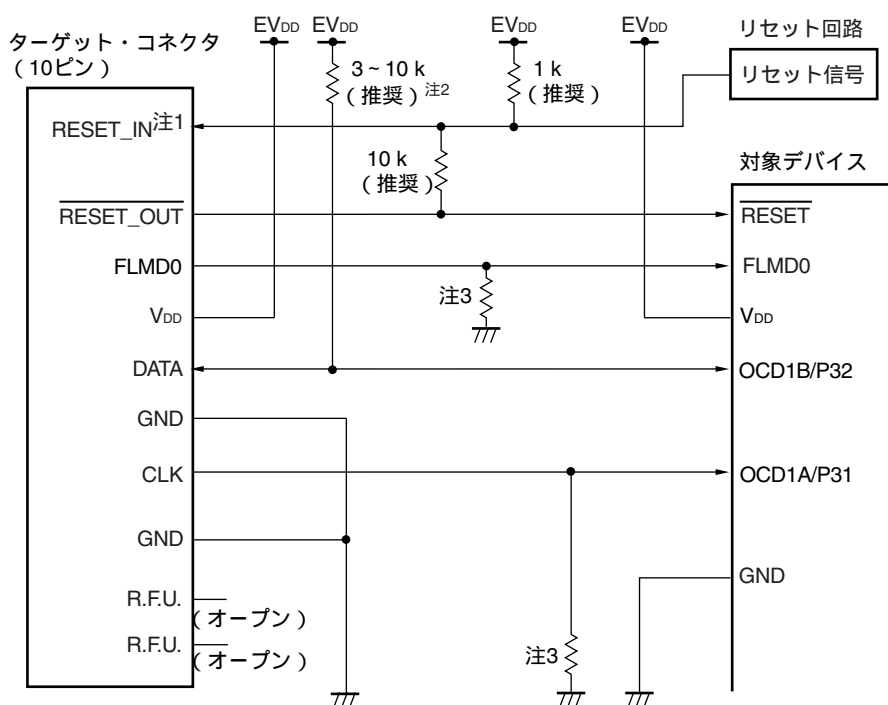 EVDD
EVDD
EVDD
EVDD
リセット回路
リセット信号
ターゲット・コネクタ
（10ピン）
3～10 k
（推奨）注2
1 k
（推奨）
RESET_IN注1
10 k
（推奨）
対象デバイス
RESET_OUT
RESET
FLMD0
FLMD0
注3
VDD
VDD
DATA
OCD1B/P32
GND
CLK
OCD1A/P31
GND
GND
R.F.U.
（オープン）
R.F.U.
（オープン）
注3